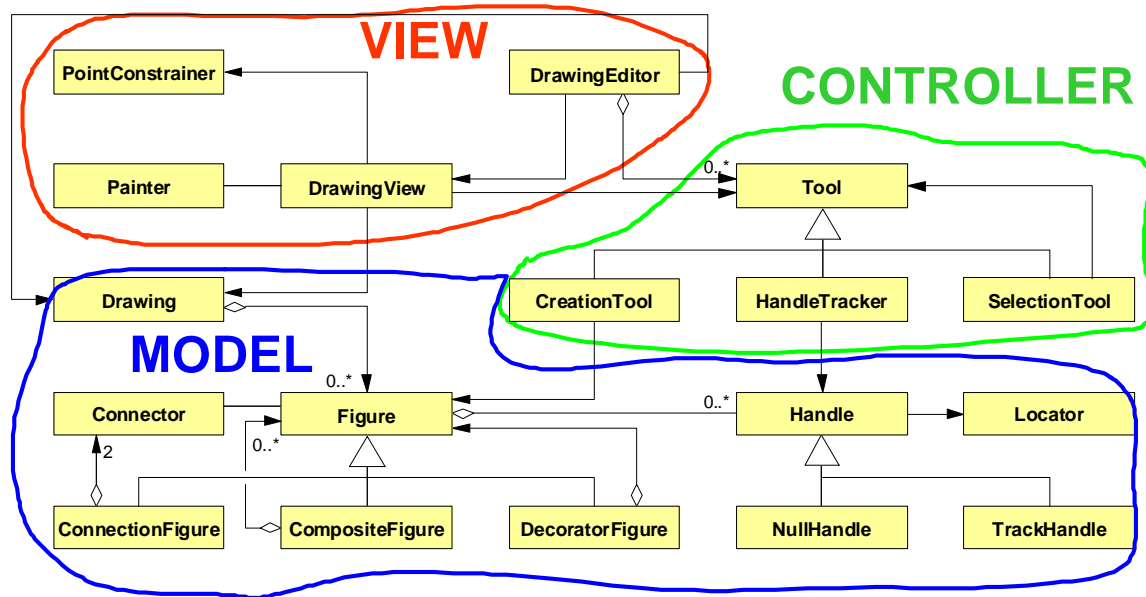 VIEW
PointConstrainer
DrawingEditor
CONTROLLER
Painter
DrawingView
0..*
Tool
Drawing
CreationTool
HandleTracker
SelectionTool
MODEL
0..*
Connector
Figure
0..*
Handle
Locator
2
0..*
ConnectionFigure
CompositeFigure
DecoratorFigure
NullHandle
TrackHandle